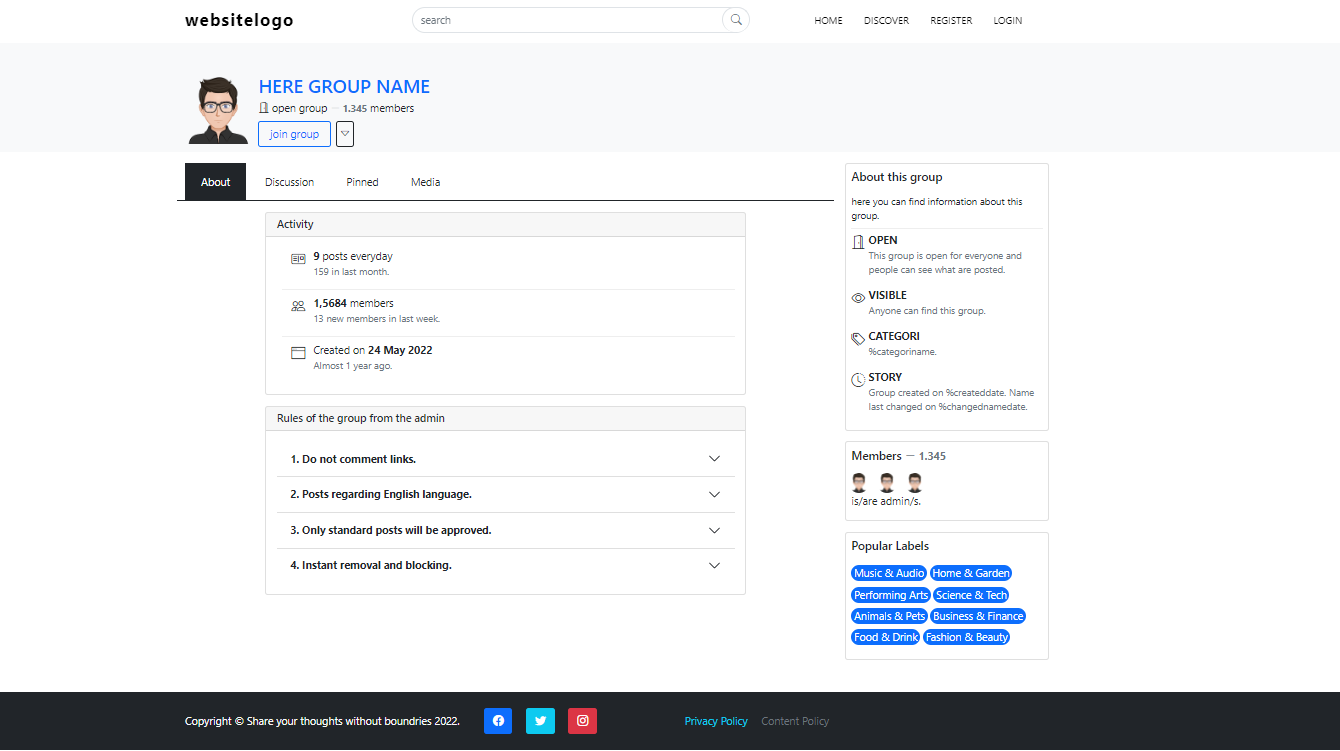 websitelogo
search
HOME DISCOVER REGISTER LOGIN
HERE GROUP NAME
open group — 1.345 members
join group
About Discussion Pinned Media
Activity
9 posts everyday
159 in last month.
1,5684 members
13 new members in last week.
Created on 24 May 2022
Almost 1 year ago.
Rules of the group from the admin
1. Do not comment links.
2. Posts regarding English language.
3. Only standard posts will be approved.
4. Instant removal and blocking.
About this group
here you can find information about this
group.
OPEN
This group is open for everyone and
people can see what are posted.
VISIBLE
Anyone can find this group.
CATEGORI
%categoriname.
STORY
Group created on %createddate. Name
last changed on %changednamedate.
Members — 1.345
is/are admin/s.
Popular Labels
Music & Audio Home & Garden
Performing Arts Science & Tech
Animals & Pets Business & Finance
Food & Drink Fashion & Beauty
Copyright © Share your thoughts without boundries 2022.
Privacy Policy Content Policy